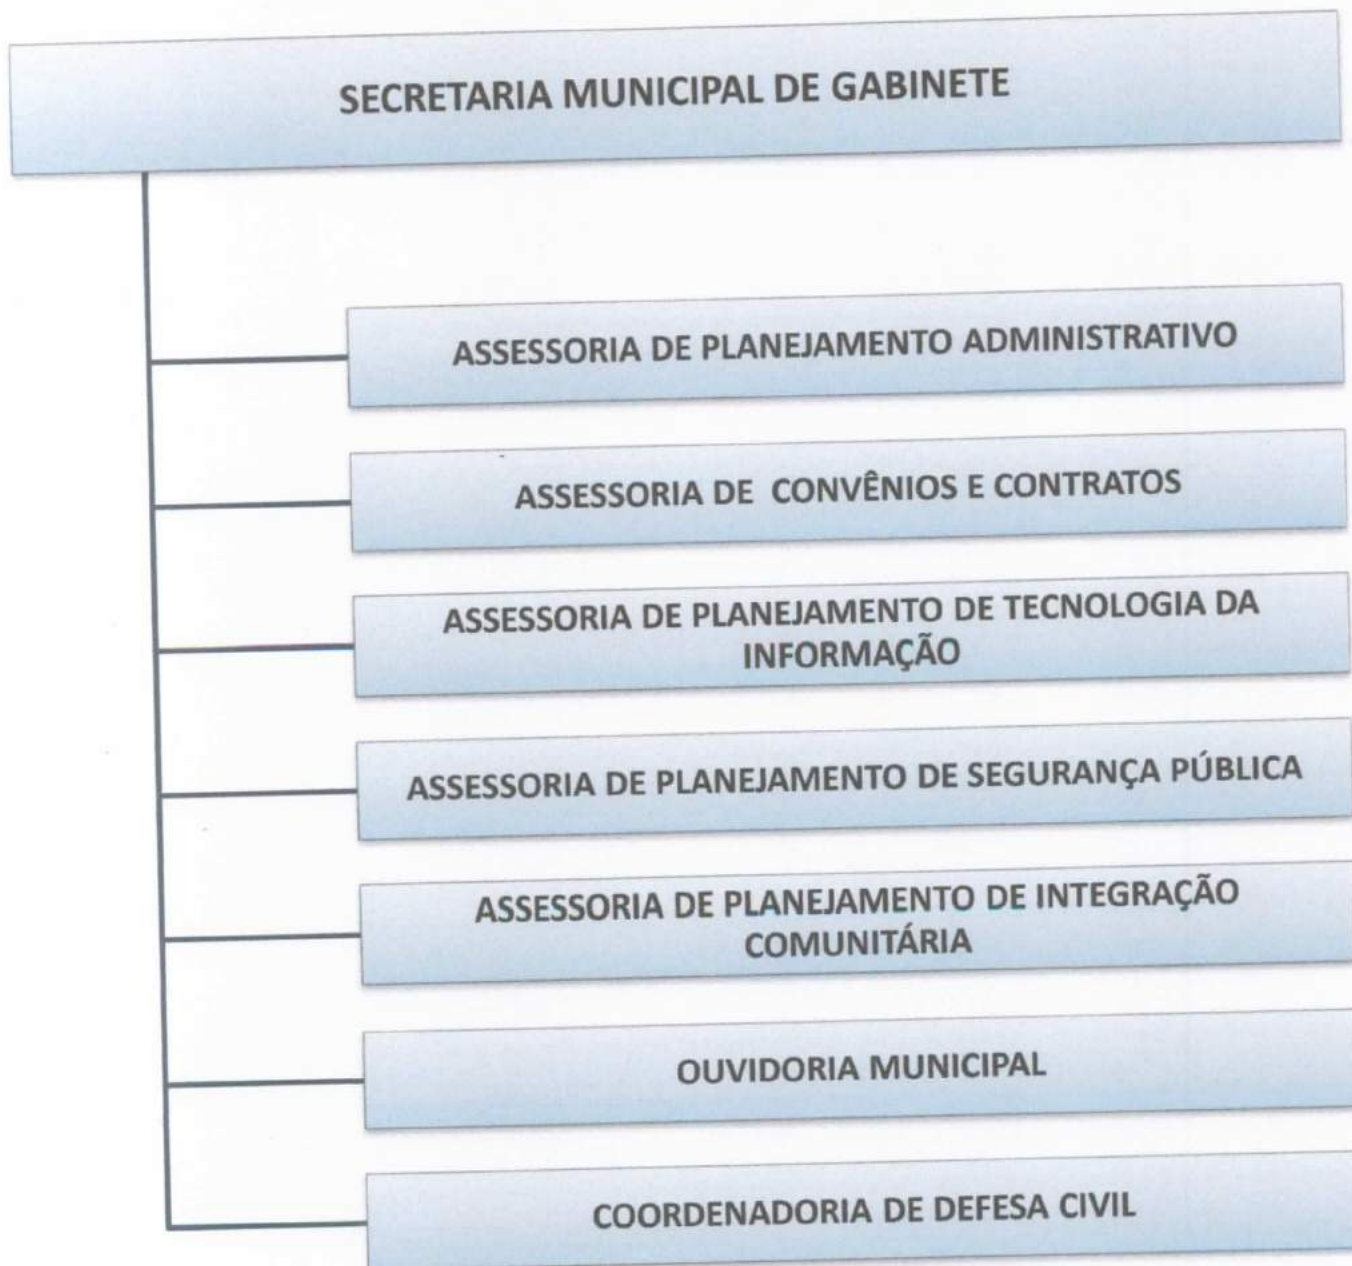 SECRETARIA MUNICIPAL DE GABINETE
ASSESSORIA DE PLANEJAMENTO ADMINISTRATIVO
ASSESSORIA DE CONVÊNIOS E CONTRATOS
ASSESSORIA DE PLANEJAMENTO DE TECNOLOGIA DA
INFORMAÇÃO
ASSESSORIA DE PLANEJAMENTO DE SEGURANÇA PÚBLICA
ASSESSORIA DE PLANEJAMENTO DE INTEGRAÇÃO
COMUNITÁRIA
OUVIDORIA MUNICIPAL
COORDENADORIA DE DEFESA CIVIL